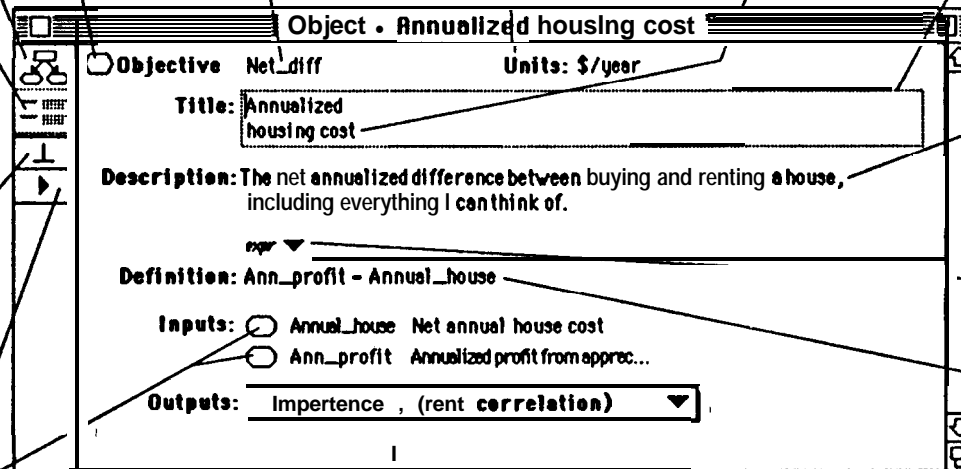 Object • Annualized housIng cost
Objective Net_diff Units: $/year
Title: Annualized
housing cost
Description: The net annualized difference between buying and renting a house,
including everything I can think of.
expr
Definition: Ann_profit - Annual_house
Inputs: Annual_house Net annual house cost
Ann_profit Annualized profit from apprec...
Outputs: Impertence , (rent cerrelation)